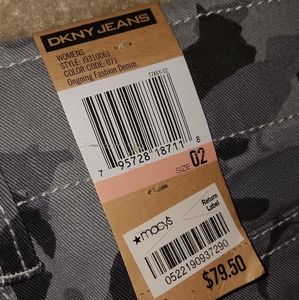 DKNY JEANS
WOMENS
STYLE: J9310061
COLOR CODE: 071
Ongoing Fashion Denim
7 95728 18711 8
SIZE 02
★macy's
Return
Label
0522190937290
$79.50